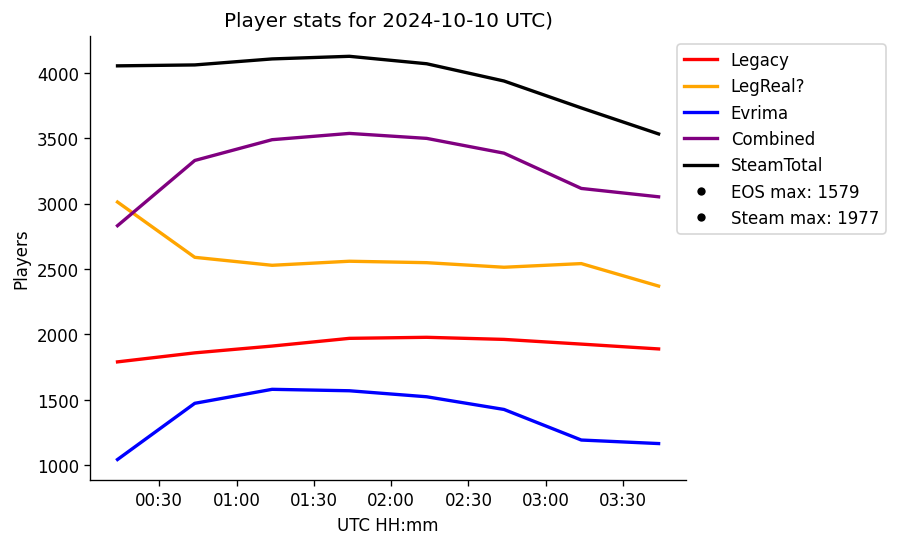 Player stats for 2024-10-10 UTC)
Legacy
LegReal?
Evrima
Combined
SteamTotal
EOS max: 1579
Steam max: 1977
Players
4000
3500
3000
2500
2000
1500
1000
00:30 01:00 01:30 02:00 02:30 03:00 03:30
UTC HH:mm